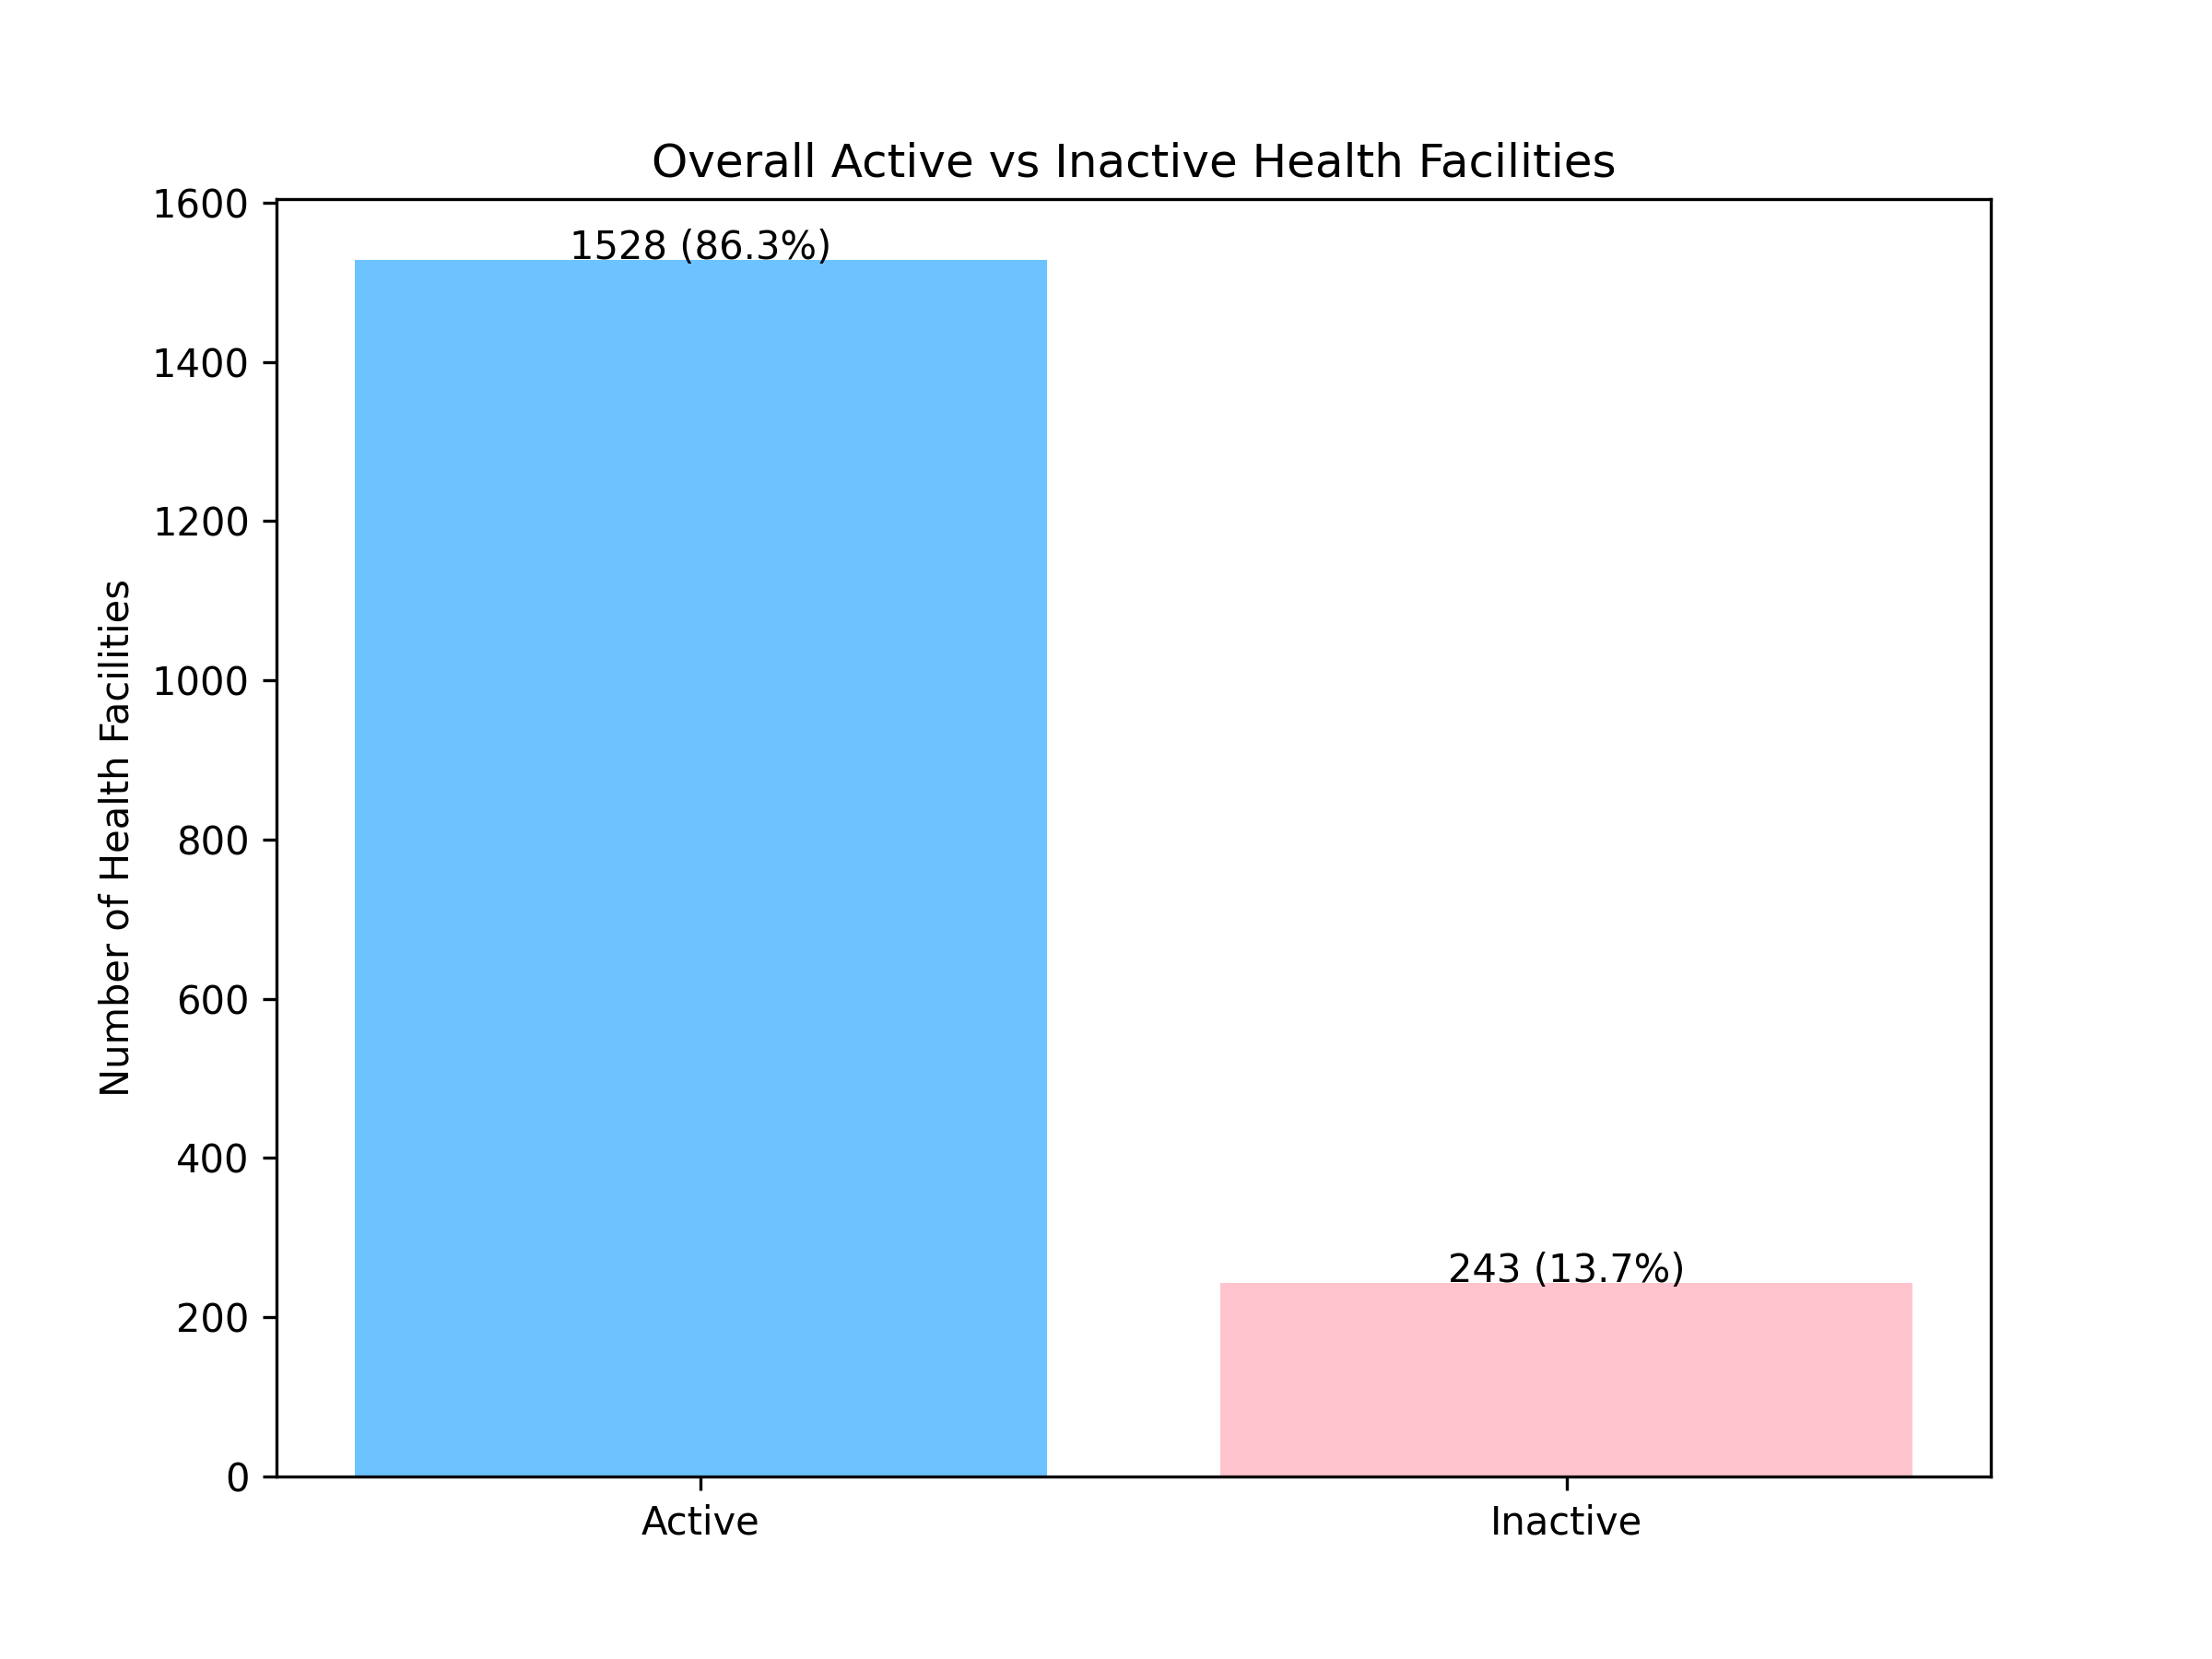 Overall Active vs Inactive Health Facilities
1600
1400
1200
1000
800
600
400
200
0
Number of Health Facilities
1528 (86.3%)
243 (13.7%)
Active
Inactive